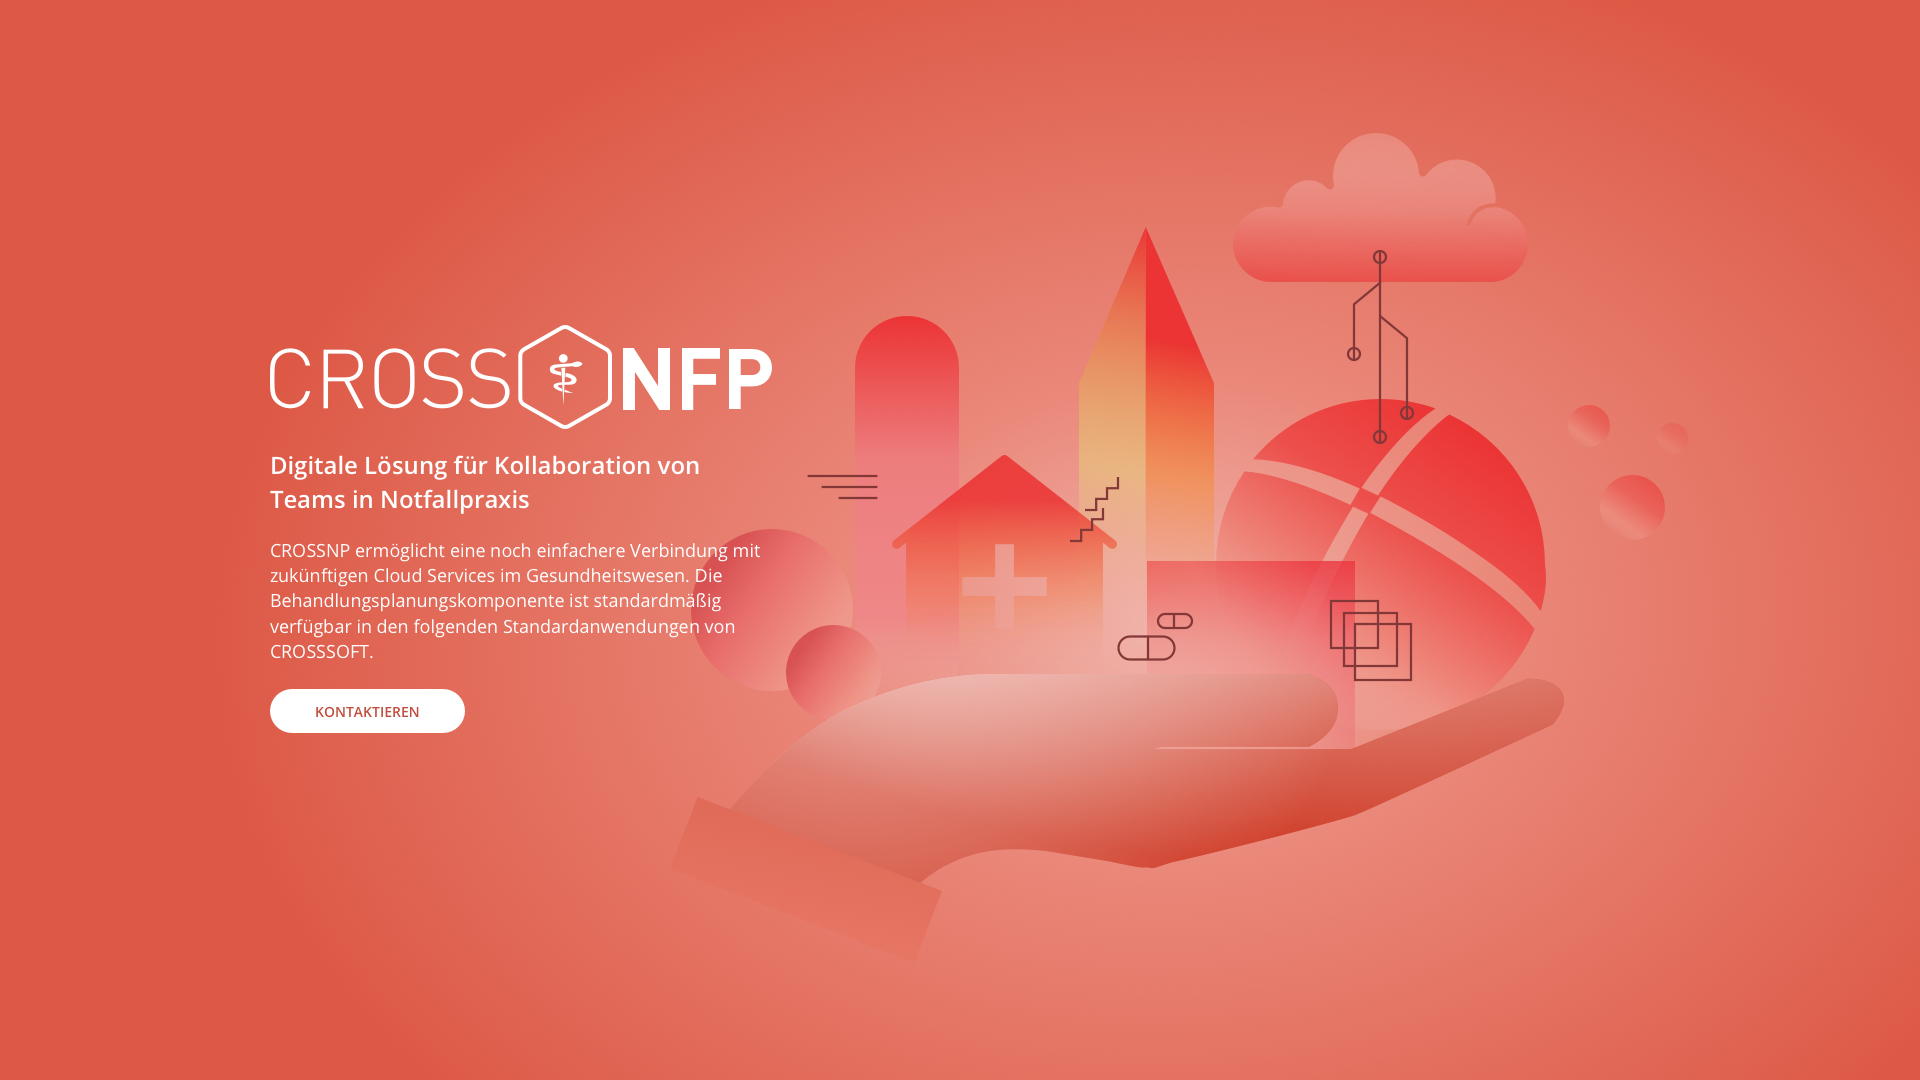 CROSS NFP
Digitale Lösung für Kollaboration von
Teams in Notfallpraxis
CROSSNP ermöglicht eine noch einfachere Verbindung mit
zukünftigen Cloud Services im Gesundheitswesen. Die
Behandlungsplanungskomponente ist standardmäßig
verfügbar in den folgenden Standardanwendungen von
CROSSSOFT.
KONTAKTIEREN